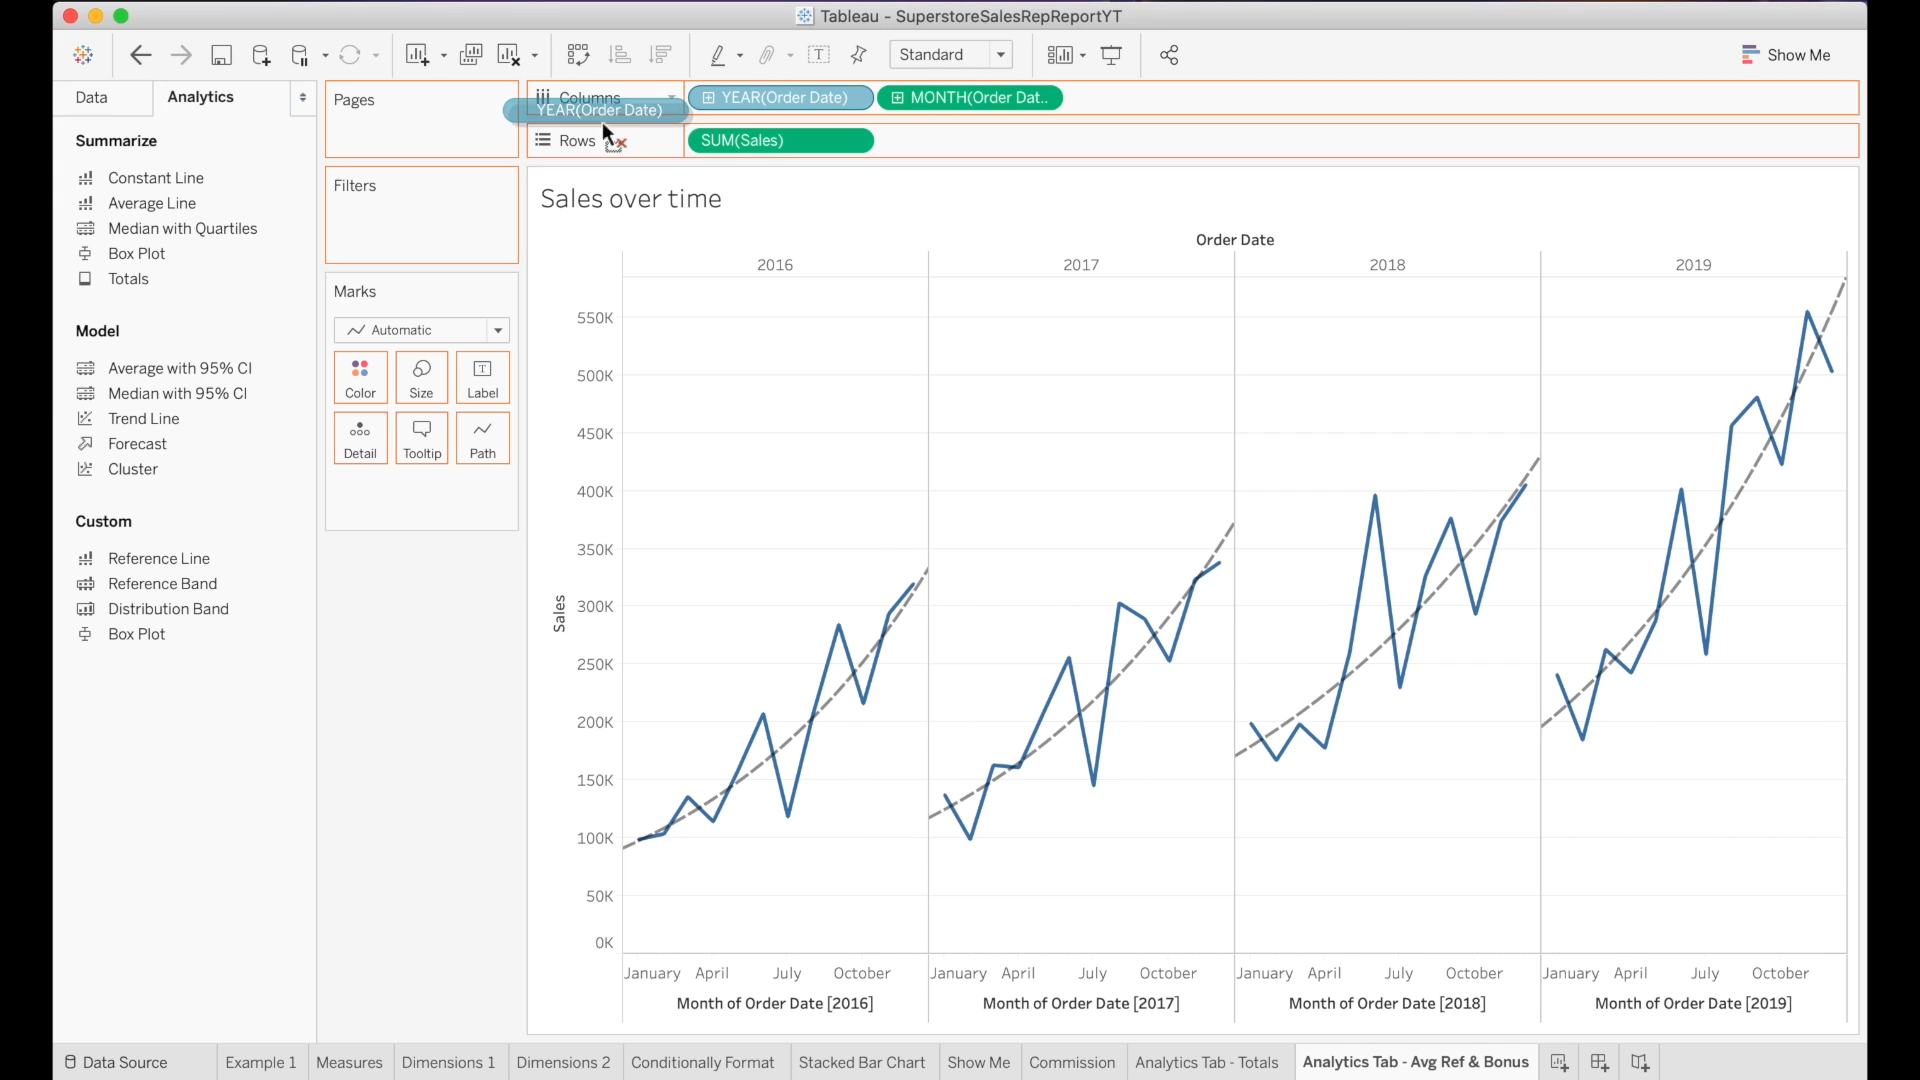 Tableau - SuperstoreSalesRepReportYT
Standard
Show Me
Data
Analytics
Summarize
Constant Line
Average Line
Median with Quartiles
Box Plot
Totals
Model
Average with 95% CI
Median with 95% CI
Trend Line
Forecast
Cluster
Custom
Reference Line
Reference Band
Distribution Band
Box Plot
Pages
Filters
Marks
Automatic
Color
Size
Label
Detail
Tooltip
Path
Columns
YEAR(Order Date)
YEAR(Order Date)
MONTH(Order Dat..
Rows
SUM(Sales)
Sales over time
Order Date
2016
2017
2018
2019
Sales
550K
500K
450K
400K
350K
300K
250K
200K
150K
100K
50K
0K
January April July October
January April July October
January April July October
January April July October
Month of Order Date [2016]
Month of Order Date [2017]
Month of Order Date [2018]
Month of Order Date [2019]
Data Source
Example 1
Measures
Dimensions 1
Dimensions 2
Conditionally Format
Stacked Bar Chart
Show Me
Commission
Analytics Tab - Totals
Analytics Tab - Avg Ref & Bonus